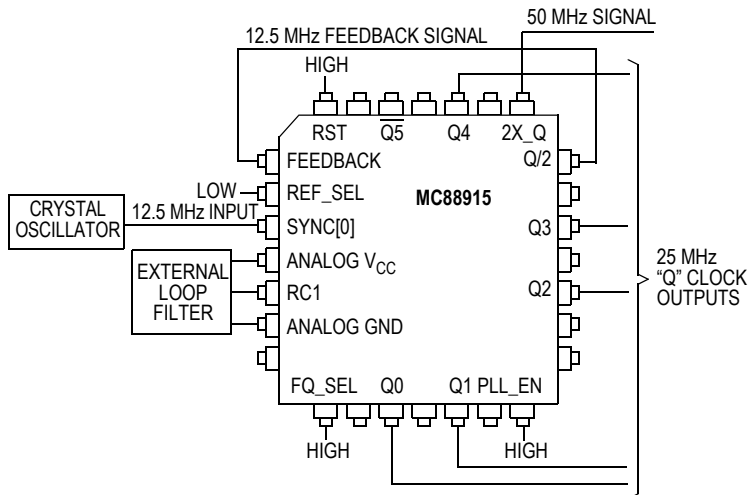 50 MHz SIGNAL
12.5 MHz FEEDBACK SIGNAL
HIGH
RST Q5 Q4 2X_Q
FEEDBACK Q/2
LOW REF_SEL MC88915
CRYSTAL
OSCILLATOR
12.5 MHz INPUT
SYNC[0] Q3
ANALOG VCC
EXTERNAL
LOOP
FILTER
RC1 Q2
ANALOG GND
25 MHz
“Q” CLOCK
OUTPUTS
FQ_SEL Q0 Q1 PLL_EN
HIGH HIGH